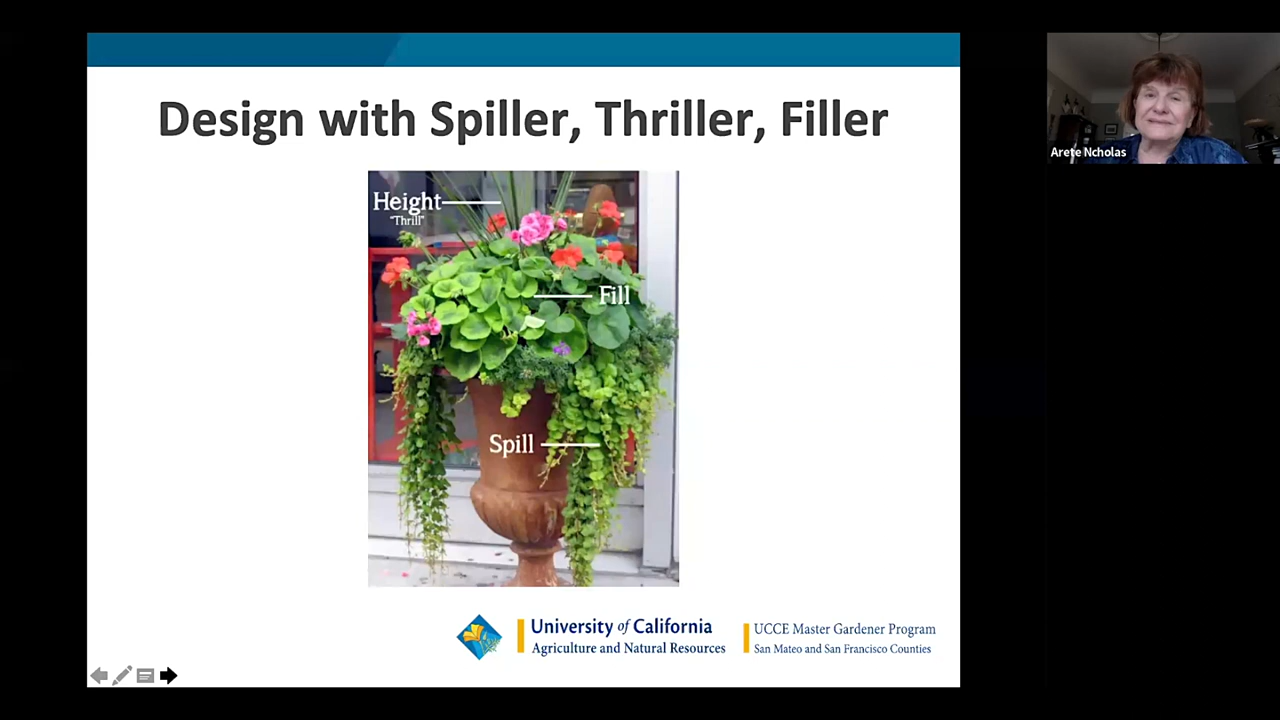 Design with Spiller, Thriller, Filler
Height
"Thrill"
Fill
Spill
University of California
Agriculture and Natural Resources
UCCE Master Gardener Program
San Mateo and San Francisco Counties
Arete Ncholas